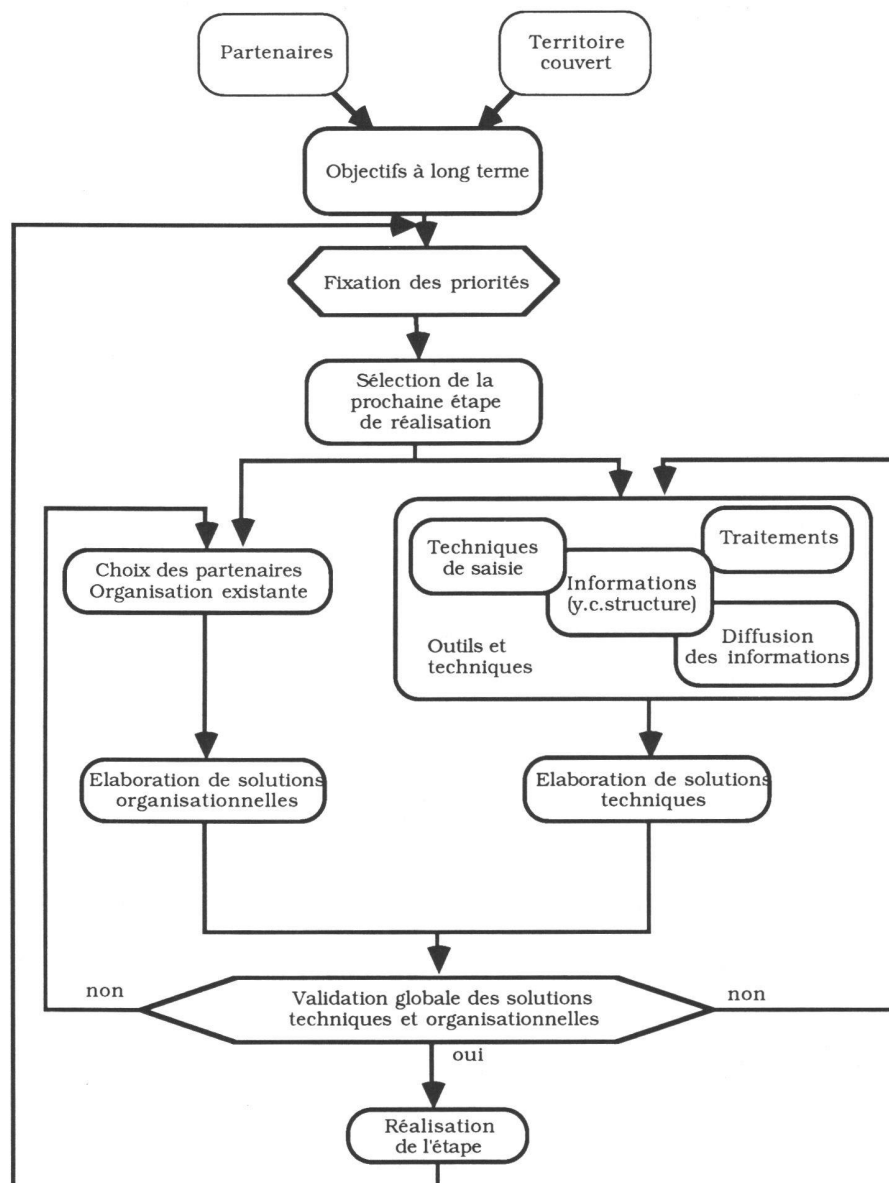 Partenaires
Territoire
couvert
Objectifs à long terme
Fixation des priorités
Sélection de la
prochaine étape
de réalisation
Choix des partenaires
Organisation existante
Techniques
de saisie
Traitements
Informations
(y.c.structure)
Outils et
techniques
Diffusion
des informations
Elaboration de solutions
organisationnelles
Elaboration de solutions
techniques
non
Validation globale des solutions
techniques et organisationnelles
non
oui
Réalisation
de l'étape